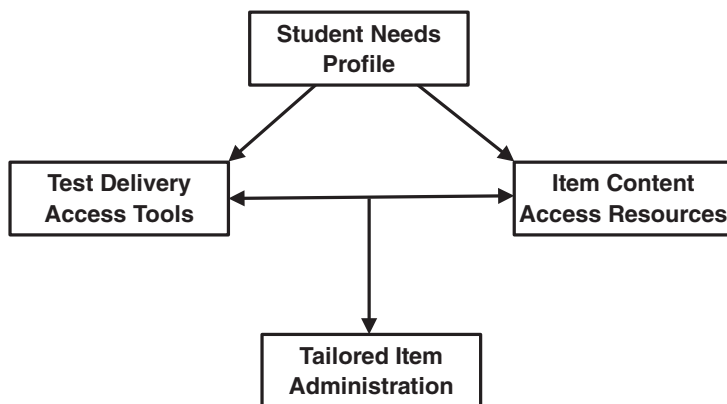 Student Needs
Profile
Test Delivery
Access Tools
Item Content
Access Resources
Tailored Item
Administration